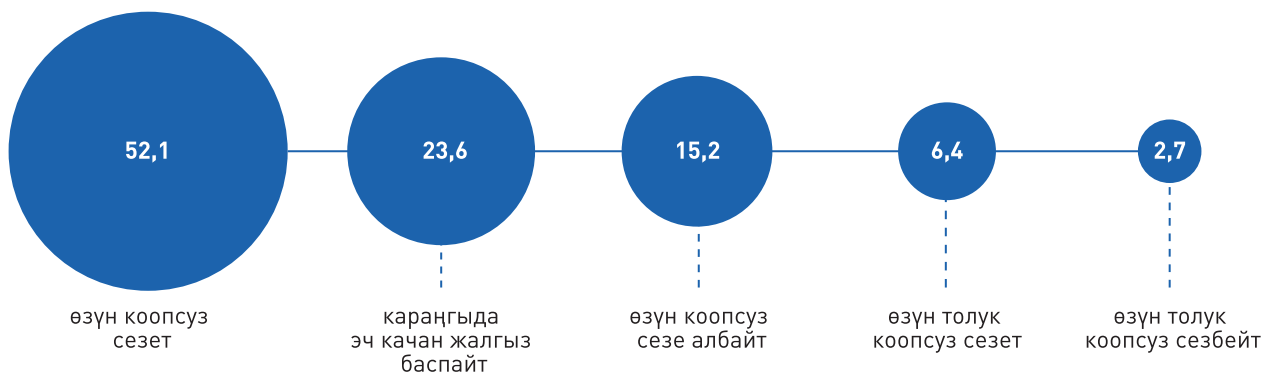 52,1
23,6
15,2
6,4
2,7
өзүн коопсуз
сезет
караңгыда
эч качан жалгыз
баспайт
өзүн коопсуз
сезе албайт
өзүн толук
коопсуз сезет
өзүн толук
коопсуз сезбейт